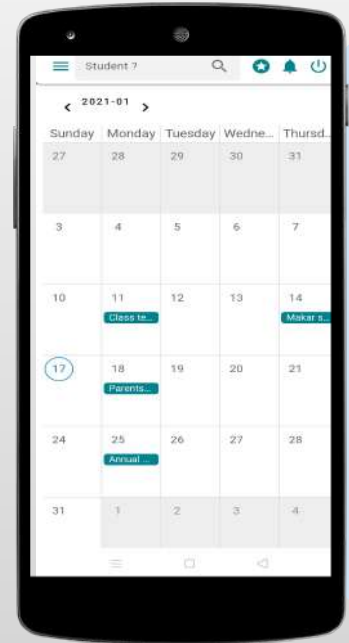 Student ?
2021-01
Sunday Monday Tuesday Wedne... Thursd...
27 28 29 30 31
3 4 5 6 7
10 11 12 13 14
Class te... Makar s...
17 18 19 20 21
Parents...
24 25 26 27 28
Annual ...
31 1 2 3 4